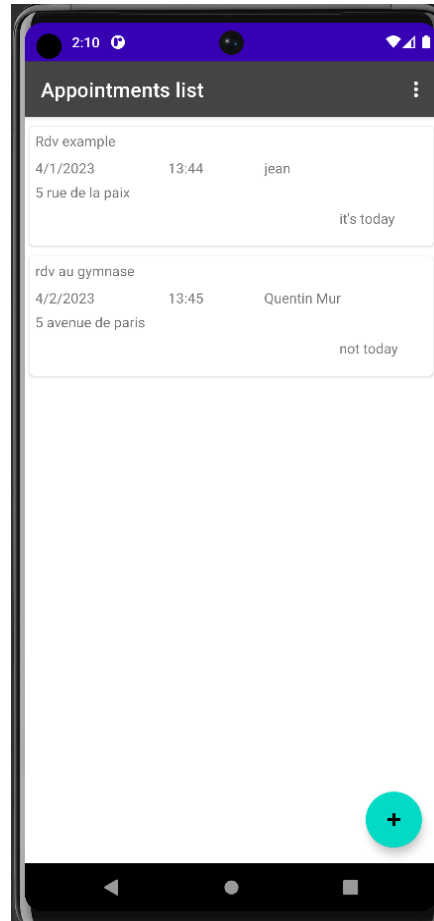 2:10
Appointments list
Rdv example
4/1/2023 13:44 jean
5 rue de la paix
it's today
rdv au gymnase
4/2/2023 13:45 Quentin Mur
5 avenue de paris
not today
+